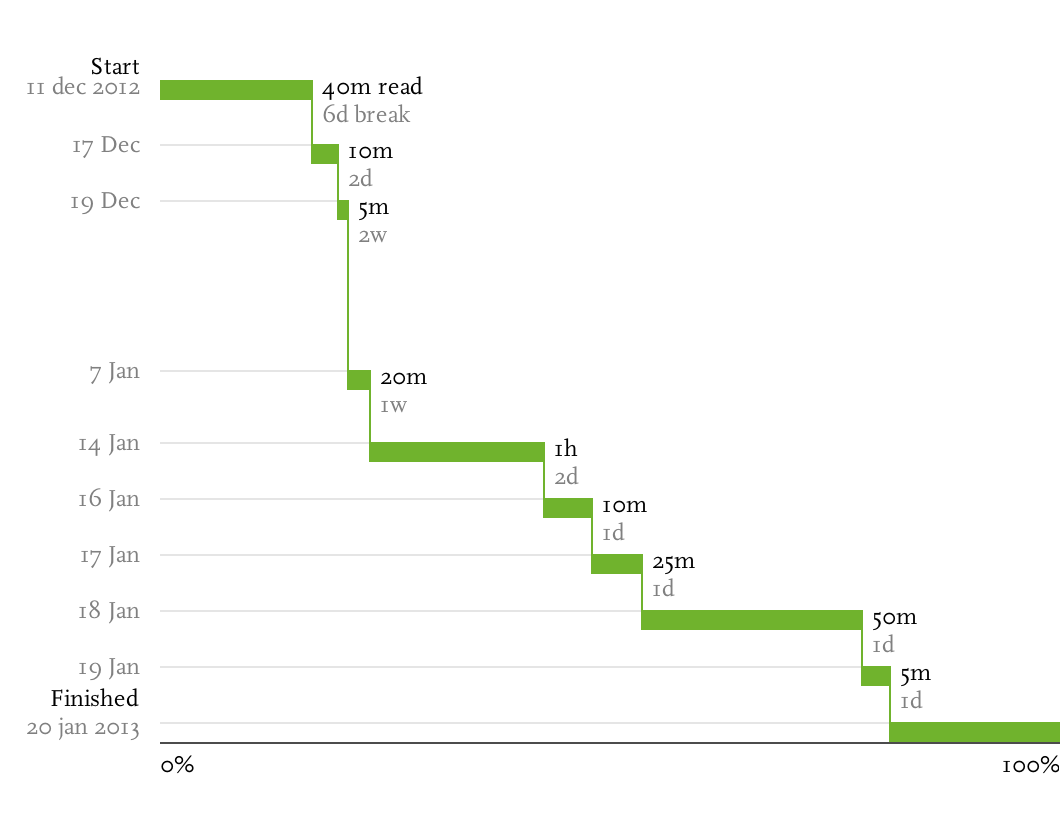 Start
11 dec 2012
40m read
6d break
17 Dec
10m
2d
19 Dec
5m
2w
7 Jan
20m
1w
14 Jan
1h
2d
16 Jan
10m
1d
17 Jan
25m
1d
18 Jan
50m
1d
19 Jan
5m
1d
Finished
20 jan 2013
0%
100%